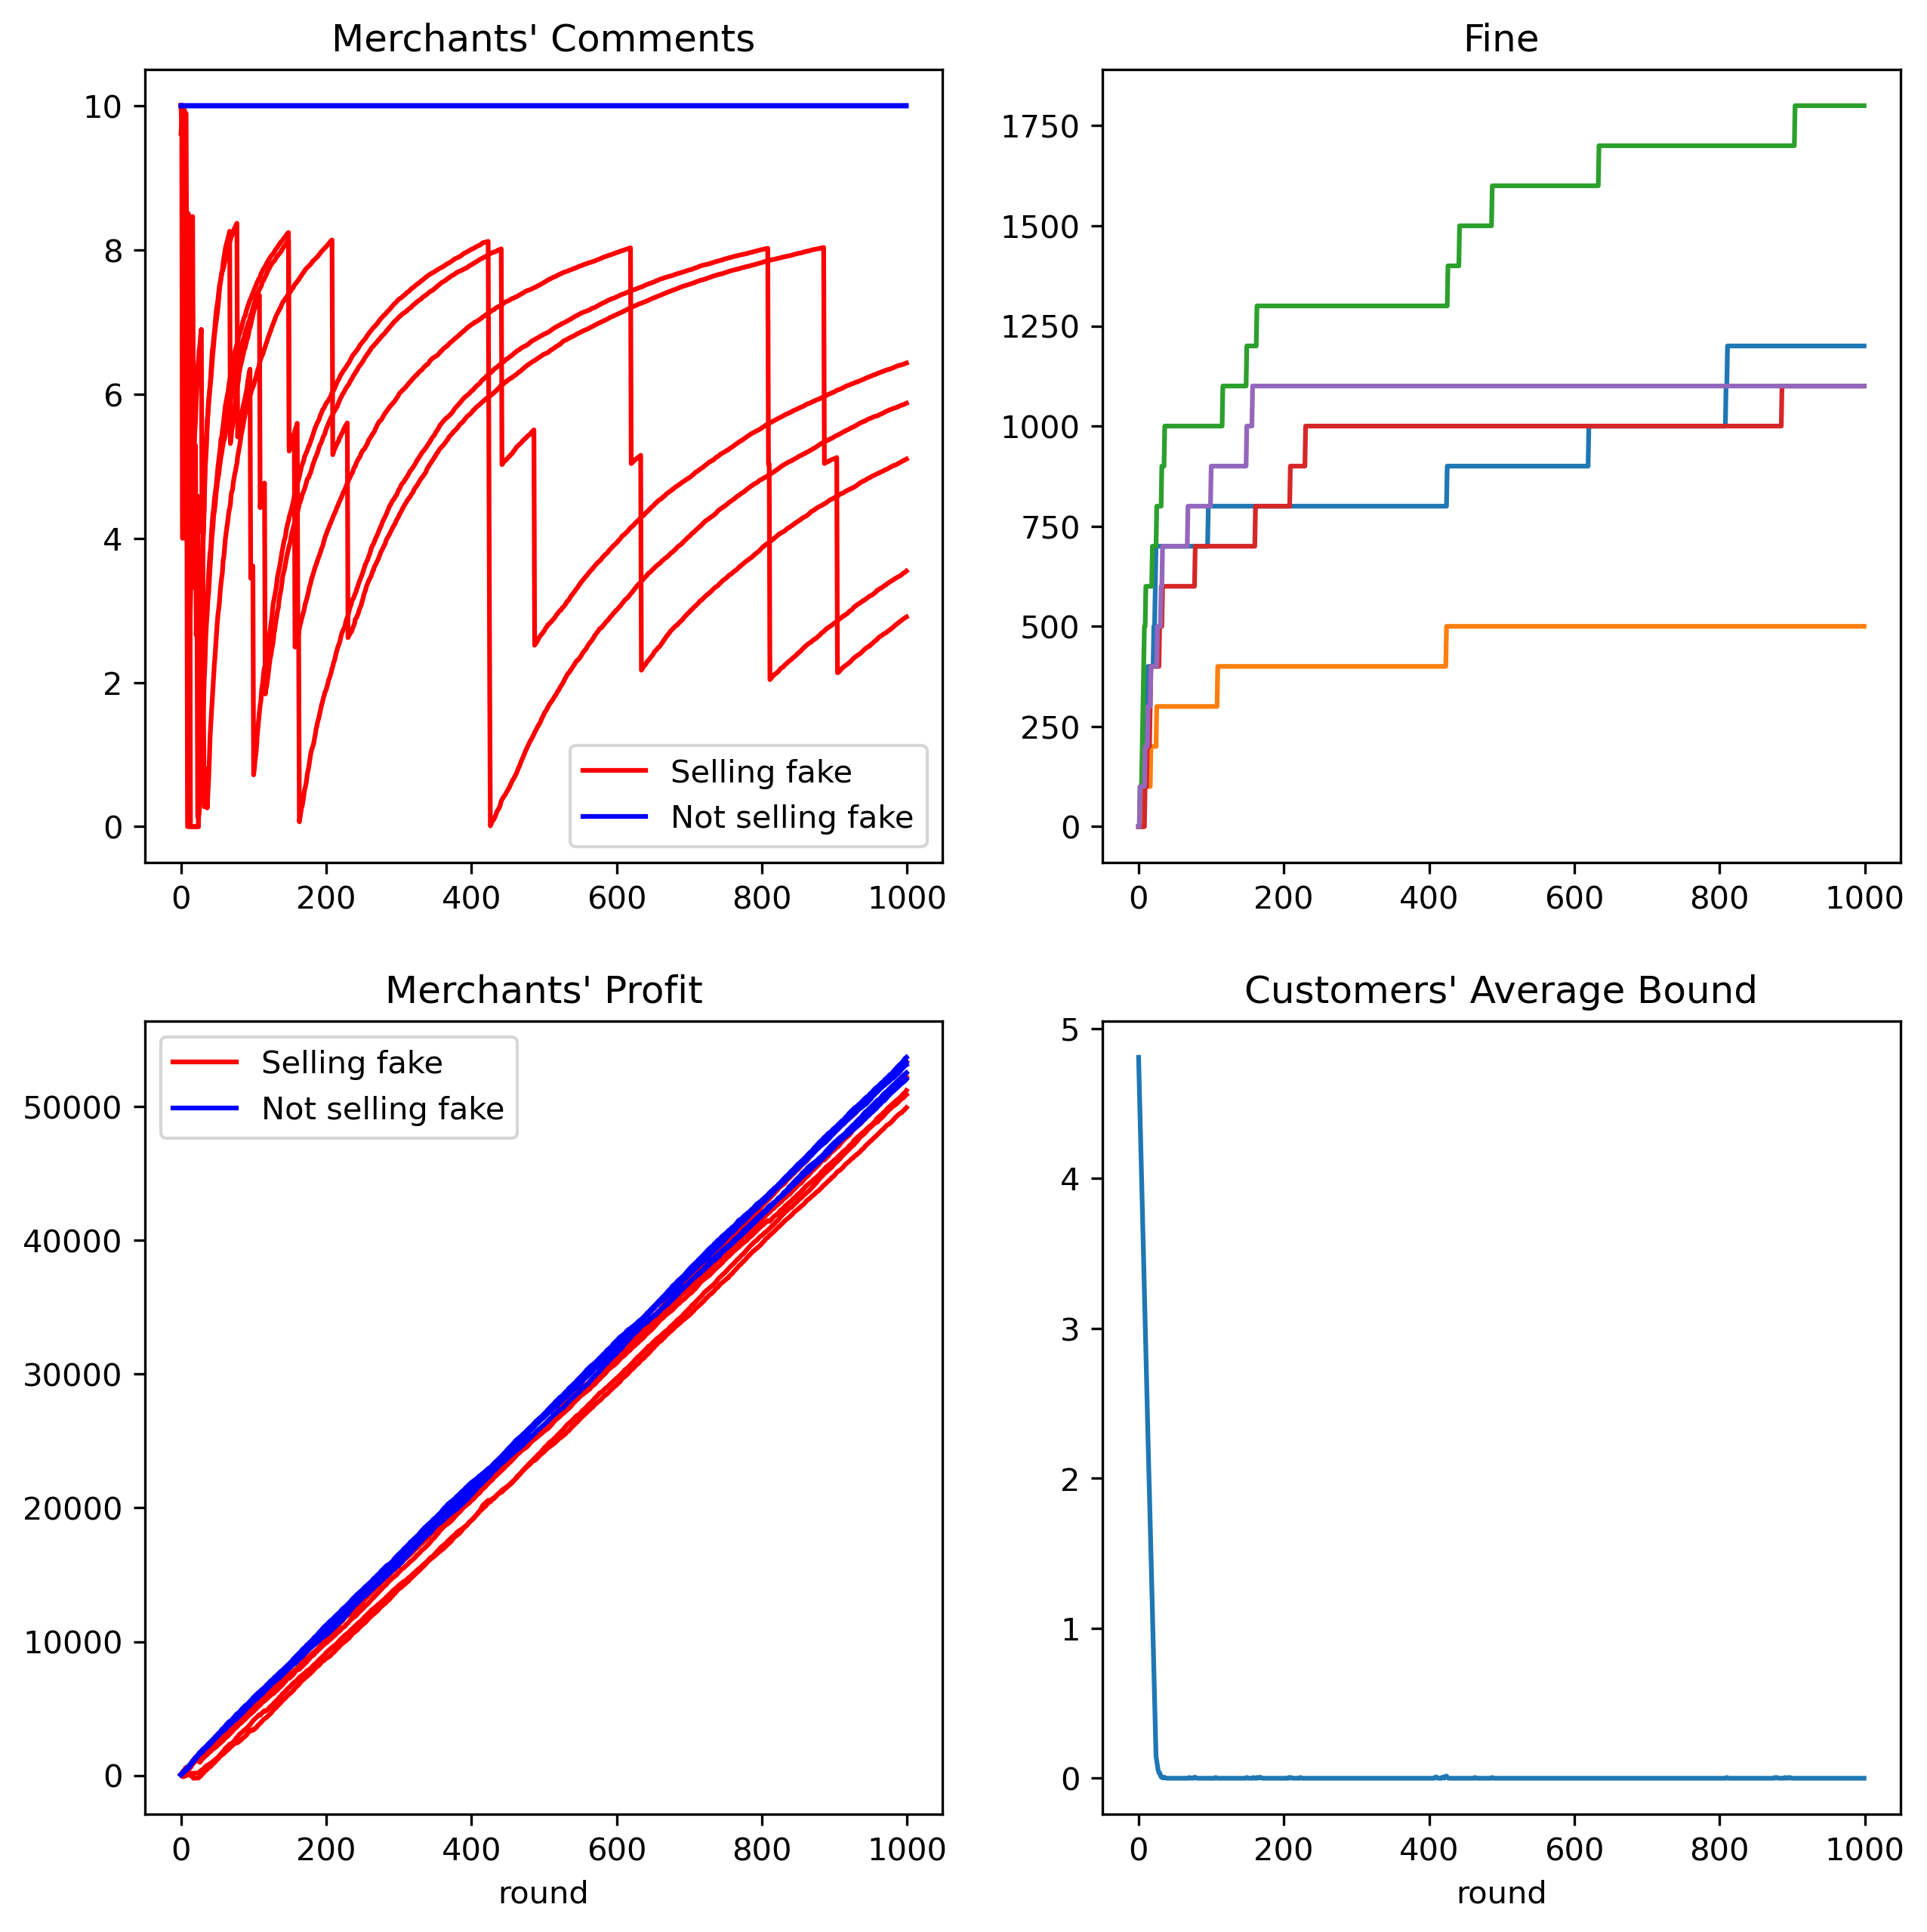 Merchants' Comments
10
8
6
4
2
0
0 200 400 600 800 1000
Selling fake
Not selling fake
Fine
1750
1500
1250
1000
750
500
250
0
0 200 400 600 800 1000
Merchants' Profit
Selling fake
Not selling fake
50000
40000
30000
20000
10000
0
0 200 400 600 800 1000
round
Customers' Average Bound
5
4
3
2
1
0
0 200 400 600 800 1000
round